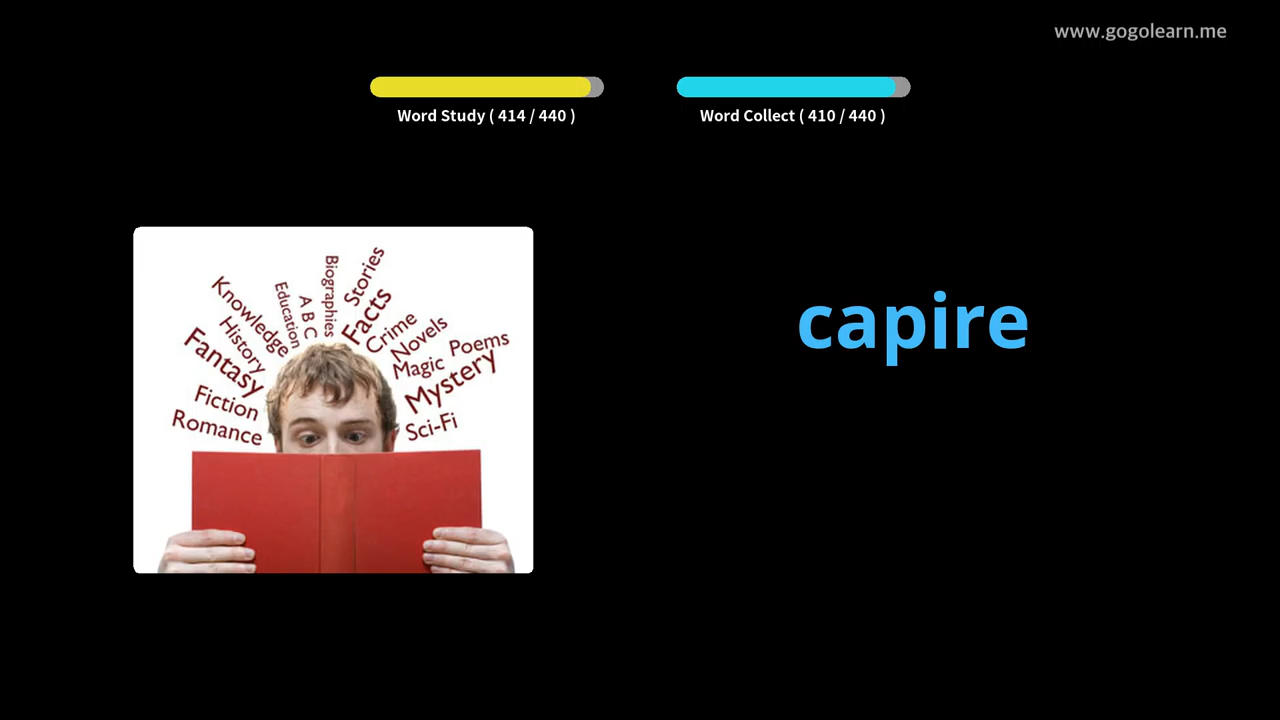 www.gogolearn.me
Word Study ( 414 / 440 )
Word Collect ( 410 / 440 )
Biographies
Stories
Education
A B C
Facts
Knowledge
History
Crime
Novels
Poems
Fantasy
Magic
Mystery
Fiction
Romance
Sci-Fi
capire